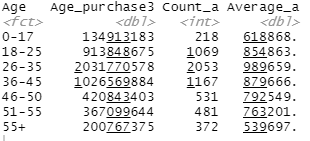 Age Age_purchase3 Count_a Average_a
<fct> <dbl> <int> <dbl>
0-17 134913183 218 618868.
18-25 913848675 1069 854863.
26-35 2031770578 2053 989659.
36-45 1026569884 1167 879666.
46-50 420843403 531 792549.
51-55 367099644 481 763201.
55+ 200767375 372 539697.